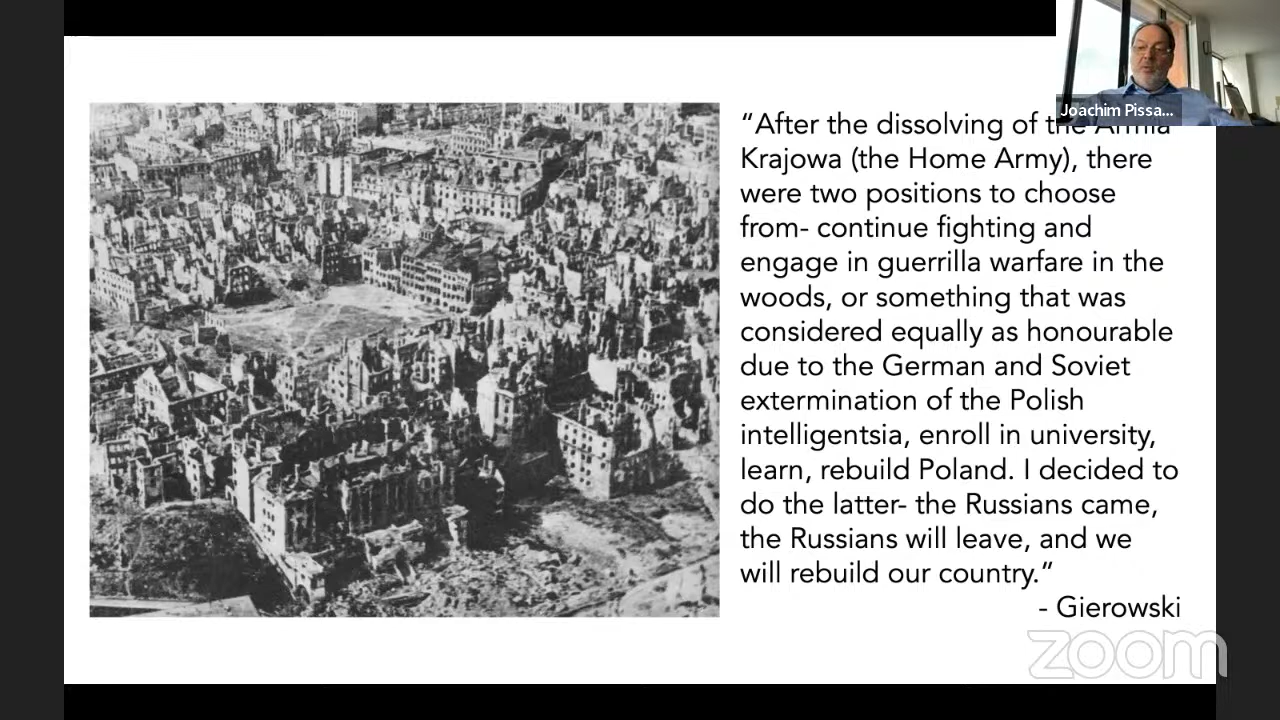 Joachim Pissa...
“After the dissolving of the Armia
Krajowa (the Home Army), there
were two positions to choose
from- continue fighting and
engage in guerrilla warfare in the
woods, or something that was
considered equally as honourable
due to the German and Soviet
extermination of the Polish
intelligentsia, enroll in university,
learn, rebuild Poland. I decided to
do the latter- the Russians came,
the Russians will leave, and we
will rebuild our country.“
- Gierowski
zoom